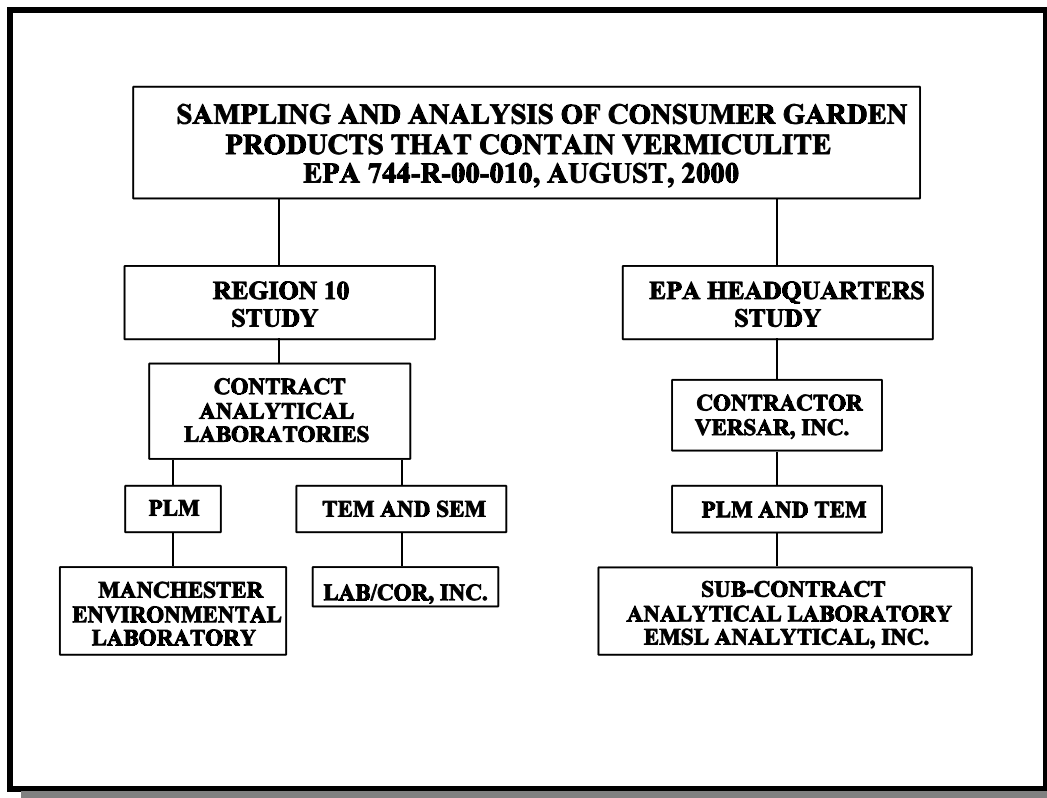 SAMPLING AND ANALYSIS OF CONSUMER GARDEN
PRODUCTS THAT CONTAIN VERMICULITE
EPA 744-R-00-010, AUGUST, 2000
REGION 10
STUDY
EPA HEADQUARTERS
STUDY
CONTRACT
ANALYTICAL
LABORATORIES
CONTRACTOR
VERSAR, INC.
PLM
TEM AND SEM
PLM AND TEM
MANCHESTER
ENVIRONMENTAL
LABORATORY
LAB/COR, INC.
SUB-CONTRACT
ANALYTICAL LABORATORY
EMSL ANALYTICAL, INC.